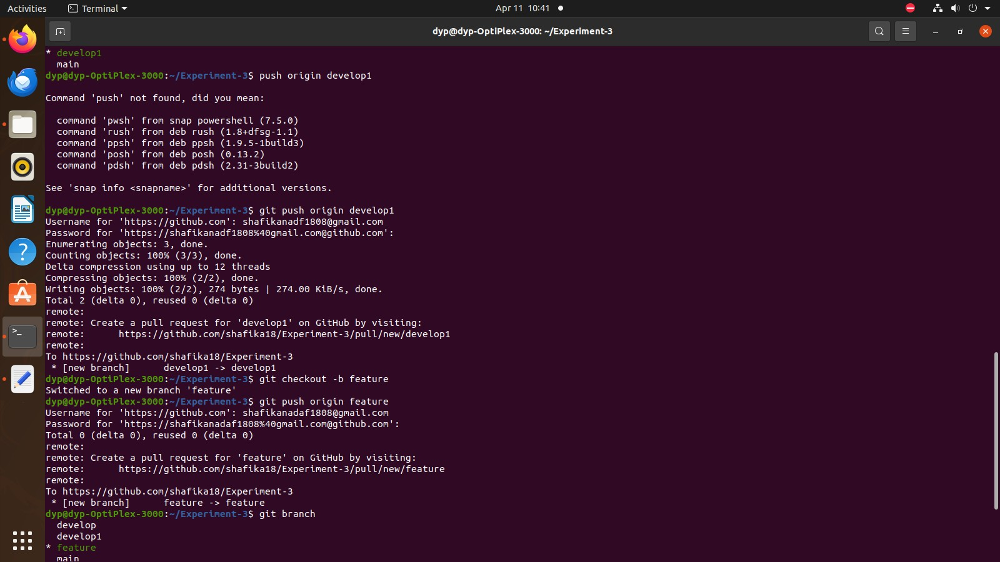 Activities
Terminal
Apr 11 10:41
dyp@dyp-OptiPlex-3000: ~/Experiment-3
* develop1
  main
dyp@dyp-OptiPlex-3000:~/Experiment-3$ push origin develop1
Command 'push' not found, did you mean:
  command 'pwsh' from snap powershell (7.5.0)
  command 'rush' from deb rush (1.8+dfsg-1.1)
  command 'ppsh' from deb ppsh (1.9.5-1build3)
  command 'posh' from deb posh (0.13.2)
  command 'pdsh' from deb pdsh (2.31-3build2)
See 'snap info <snapname>' for additional versions.
dyp@dyp-OptiPlex-3000:~/Experiment-3$ git push origin develop1
Username for 'https://github.com': shafikanadf1808@gmail.com
Password for 'https://shafikanadf1808%40gmail.com@github.com':
Enumerating objects: 3, done.
Counting objects: 100% (3/3), done.
Delta compression using up to 12 threads
Compressing objects: 100% (2/2), done.
Writing objects: 100% (2/2), 274 bytes | 274.00 KiB/s, done.
Total 2 (delta 0), reused 0 (delta 0)
remote:
remote: Create a pull request for 'develop1' on GitHub by visiting:
remote:      https://github.com/shafika18/Experiment-3/pull/new/develop1
remote:
To https://github.com/shafika18/Experiment-3
 * [new branch]      develop1 -> develop1
dyp@dyp-OptiPlex-3000:~/Experiment-3$ git checkout -b feature
Switched to a new branch 'feature'
dyp@dyp-OptiPlex-3000:~/Experiment-3$ git push origin feature
Username for 'https://github.com': shafikanadaf1808@gmail.com
Password for 'https://shafikanadaf1808%40gmail.com@github.com':
Total 0 (delta 0), reused 0 (delta 0)
remote:
remote: Create a pull request for 'feature' on GitHub by visiting:
remote:      https://github.com/shafika18/Experiment-3/pull/new/feature
remote:
To https://github.com/shafika18/Experiment-3
 * [new branch]      feature -> feature
dyp@dyp-OptiPlex-3000:~/Experiment-3$ git branch
  develop
  develop1
* feature
  main